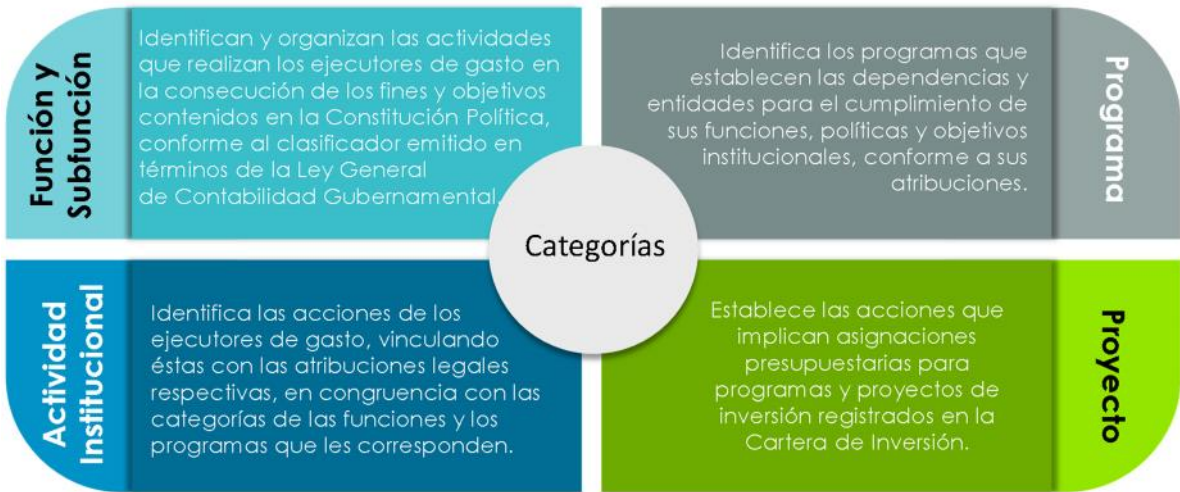 Función y
Subfunción
Identifican y organizan las actividades
que realizan los ejecutores de gasto en
la consecución de los fines y objetivos
contenidos en la Constitución Política,
conforme al clasificador emitido en
términos de la Ley General
de Contabilidad Gubernamental.
Identifica los programas que
establecen las dependencias y
entidades para el cumplimiento de
sus funciones, políticas y objetivos
institucionales, conforme a sus
atribuciones.
Programa
Categorías
Actividad
Institucional
Identifica las acciones de los
ejecutores de gasto, vinculando
éstas con las atribuciones legales
respectivas, en congruencia con las
categorías de las funciones y los
programas que les corresponden.
Establece las acciones que
implican asignaciones
presupuestarias para
programas y proyectos de
inversión registrados en la
Cartera de Inversión.
Proyecto